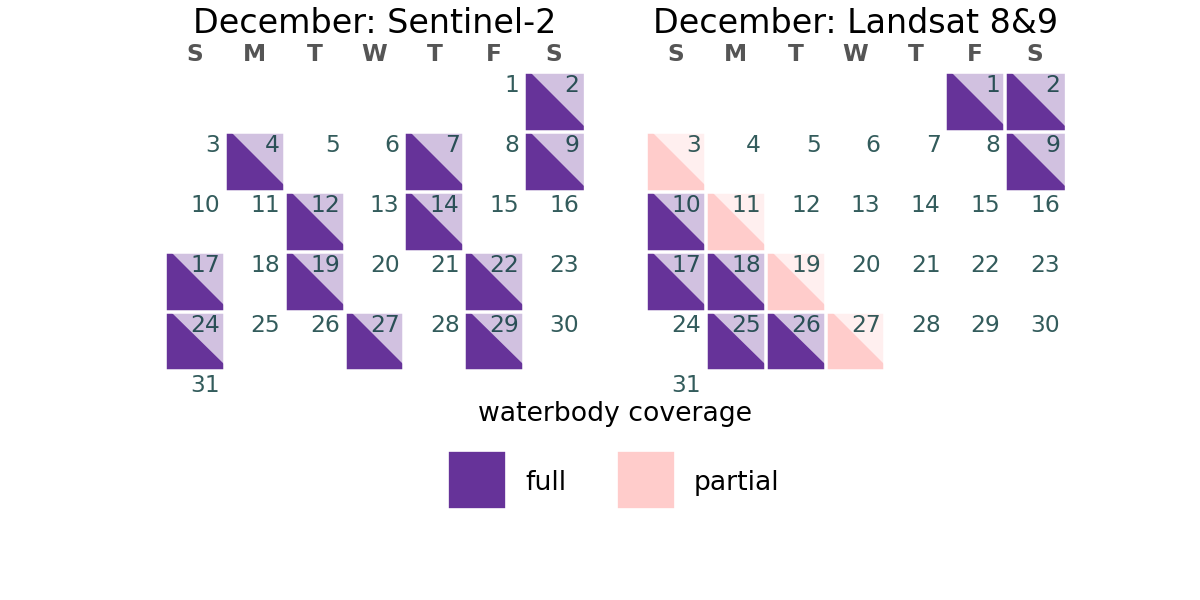 December: Sentinel-2
S M T W T F S
1 2
3 4 5 6 7 8 9
10 11 12 13 14 15 16
17 18 19 20 21 22 23
24 25 26 27 28 29 30
31
December: Landsat 8&9
S M T W T F S
1 2
3 4 5 6 7 8 9
10 11 12 13 14 15 16
17 18 19 20 21 22 23
24 25 26 27 28 29 30
31
waterbody coverage
full
partial